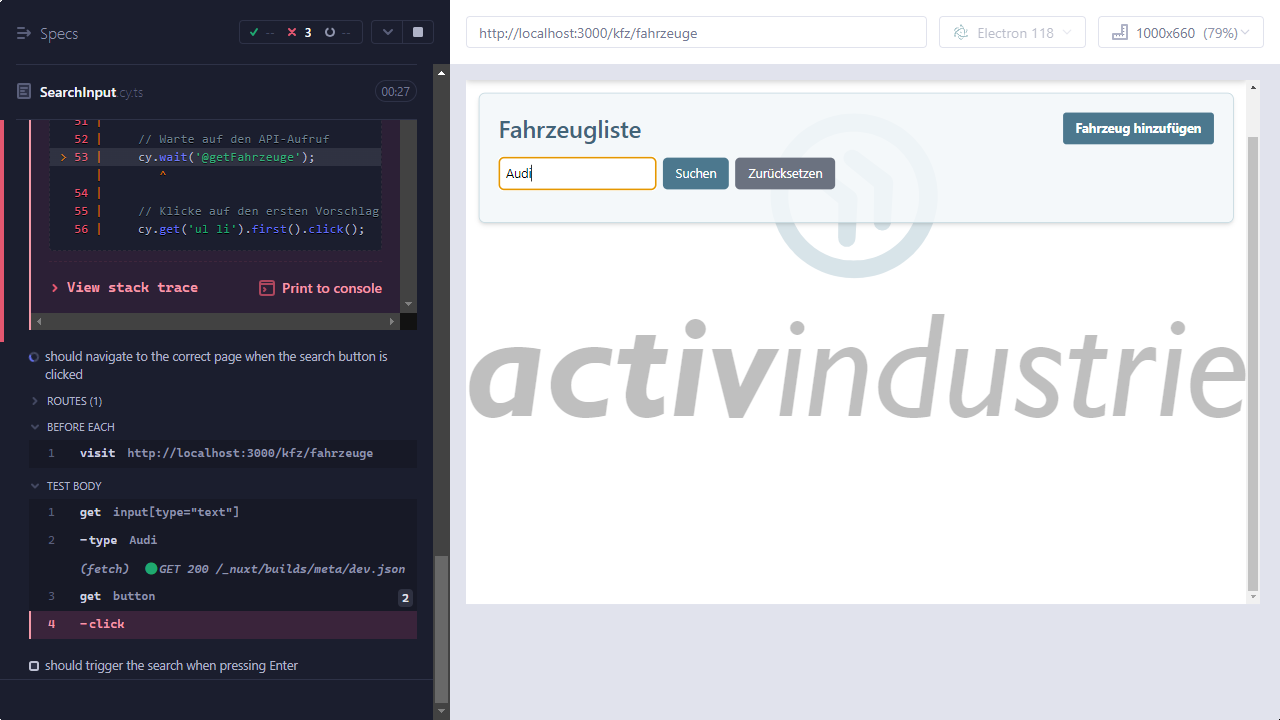 Specs
-- 3 --
SearchInput.cy.ts
00:27
51 |
52 | // Warte auf den API-Aufruf
> 53 | cy.wait('@getFahrzeuge');
| ^
54 |
55 | // Klicke auf den ersten Vorschlag
56 | cy.get('ul li').first().click();
> View stack trace
Print to console
should navigate to the correct page when the search button is
clicked
ROUTES (1)
BEFORE EACH
1 visit http://localhost:3000/kfz/fahrzeuge
TEST BODY
1 get input[type="text"]
2 -type Audi
(fetch) GET 200 /_nuxt/builds/meta/dev.json
3 get button 2
4 -click
should trigger the search when pressing Enter
http://localhost:3000/kfz/fahrzeuge
Electron 118
1000x660 (79%)
Fahrzeugliste
Fahrzeug hinzufügen
Audi
Suchen
Zurücksetzen
activindustrie